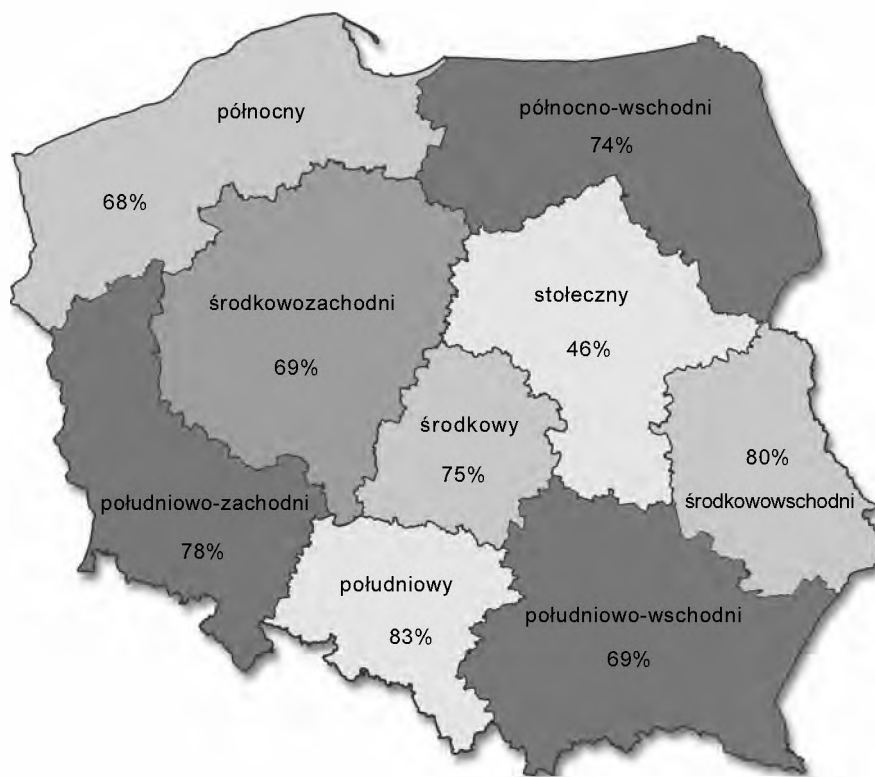 północny
68%
północno-wschodni
74%
środkowozachodni
69%
stołeczny
46%
środkowy
75%
80%
środkowowschodni
południowo-zachodni
78%
południowy
83%
południowo-wschodni
69%